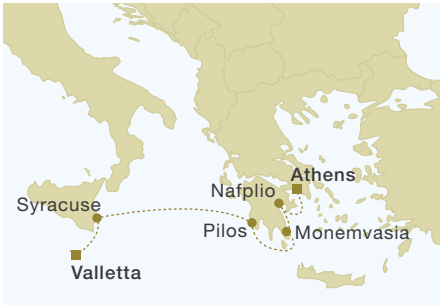 Athens
Nafplio
Syracuse
Pilos
Monemvasia
Valletta